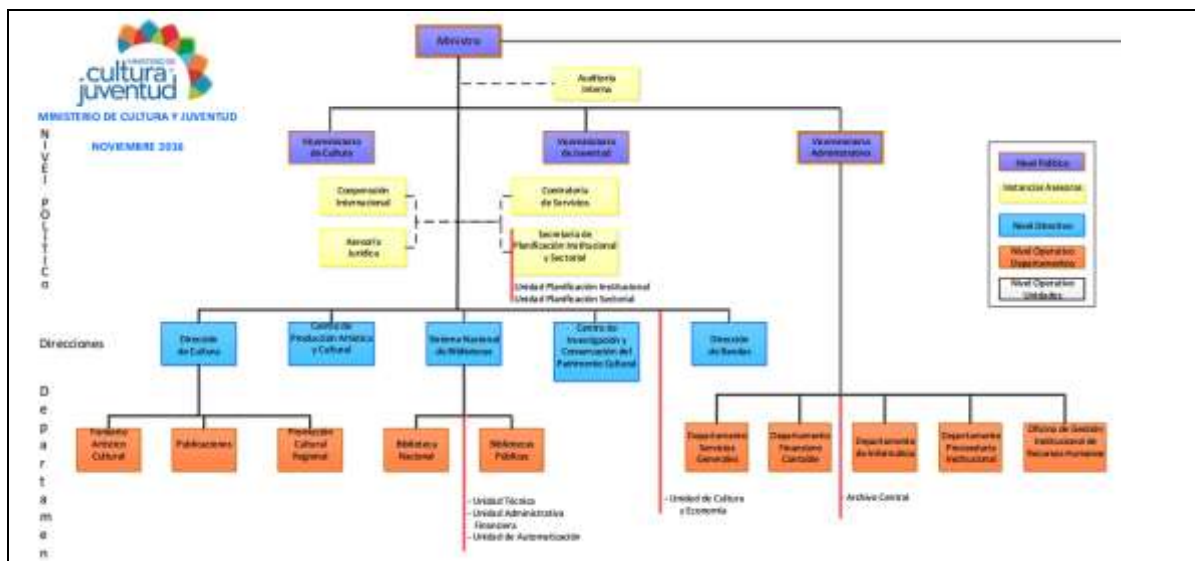 Ministro
MINISTERIO DE
cultura y
juventud
MINISTERIO DE CULTURA Y JUVENTUD
NOVIEMBRE 2016
Auditoría
Interna
NIVEL POLÍTICO
Viceministerio
de Cultura
Viceministerio
de Juventud
Viceministerio
Administrativo
Nivel Político
Instancias Asesoras
Nivel Directivo
Nivel Operativo
Departamentos
Nivel Operativo
Unidades
Cooperación
Internacional
Contraloría
de Servicios
Asesoría
Jurídica
Secretaría de
Planificación Institucional
y Sectorial
Unidad Planificación Institucional
Unidad Planificación Sectorial
Direcciones
Dirección
de Cultura
Centro de
Producción Artística
y Cultural
Sistema Nacional
de Bibliotecas
Centro de
Investigación y
Conservación del
Patrimonio Cultural
Dirección
de Bandas
Departamen
Fomento
Artístico
Cultural
Publicaciones
Promoción
Cultural
Regional
Biblioteca
Nacional
Bibliotecas
Públicas
Departamento
Servicios
Generales
Departamento
Financiero
Contable
Departamento
de Informática
Departamento
Proveeduría
Institucional
Oficina de Gestión
Institucional de
Recursos Humanos
- Unidad Técnica
- Unidad Administrativa
Financiera
- Unidad de Automatización
- Unidad de Cultura
y Economía
- Archivo Central